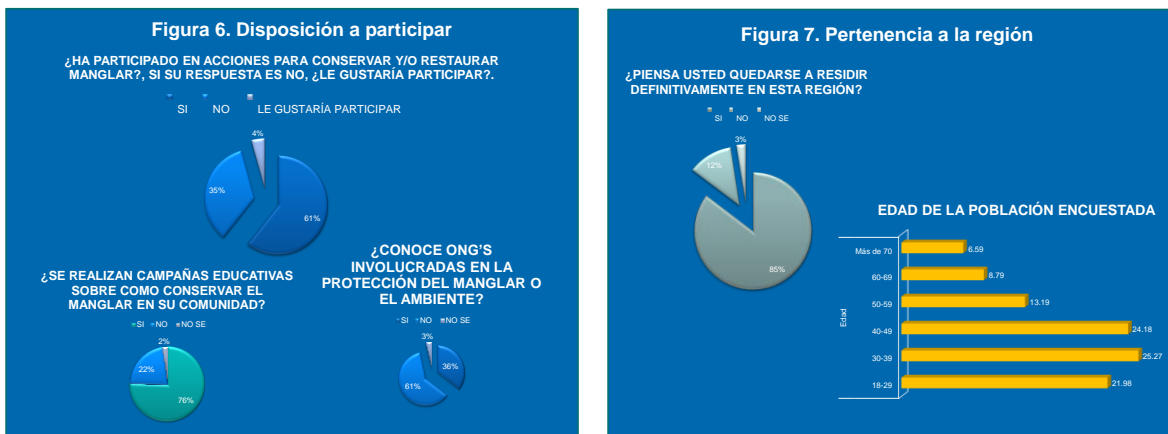 Figura 6. Disposición a participar
¿HA PARTICIPADO EN ACCIONES PARA CONSERVAR Y/O RESTAURAR
MANGLAR?, SI SU RESPUESTA ES NO, ¿LE GUSTARÍA PARTICIPAR?.
SI NO LE GUSTARÍA PARTICIPAR
4%
35%
61%
¿SE REALIZAN CAMPAÑAS EDUCATIVAS
SOBRE COMO CONSERVAR EL
MANGLAR EN SU COMUNIDAD?
SI NO NO SE
2%
22%
76%
¿CONOCE ONG'S
INVOLUCRADAS EN LA
PROTECCIÓN DEL MANGLAR O
EL AMBIENTE?
SI NO NO SE
3%
36%
61%
Figura 7. Pertenencia a la región
¿PIENSA USTED QUEDARSE A RESIDIR
DEFINITIVAMENTE EN ESTA REGIÓN?
SI NO NO SE
3%
12%
85%
EDAD DE LA POBLACIÓN ENCUESTADA
Edad
Más de 70 6.59
60-69 8.79
50-59 13.19
40-49 24.18
30-39 25.27
18-29 21.98